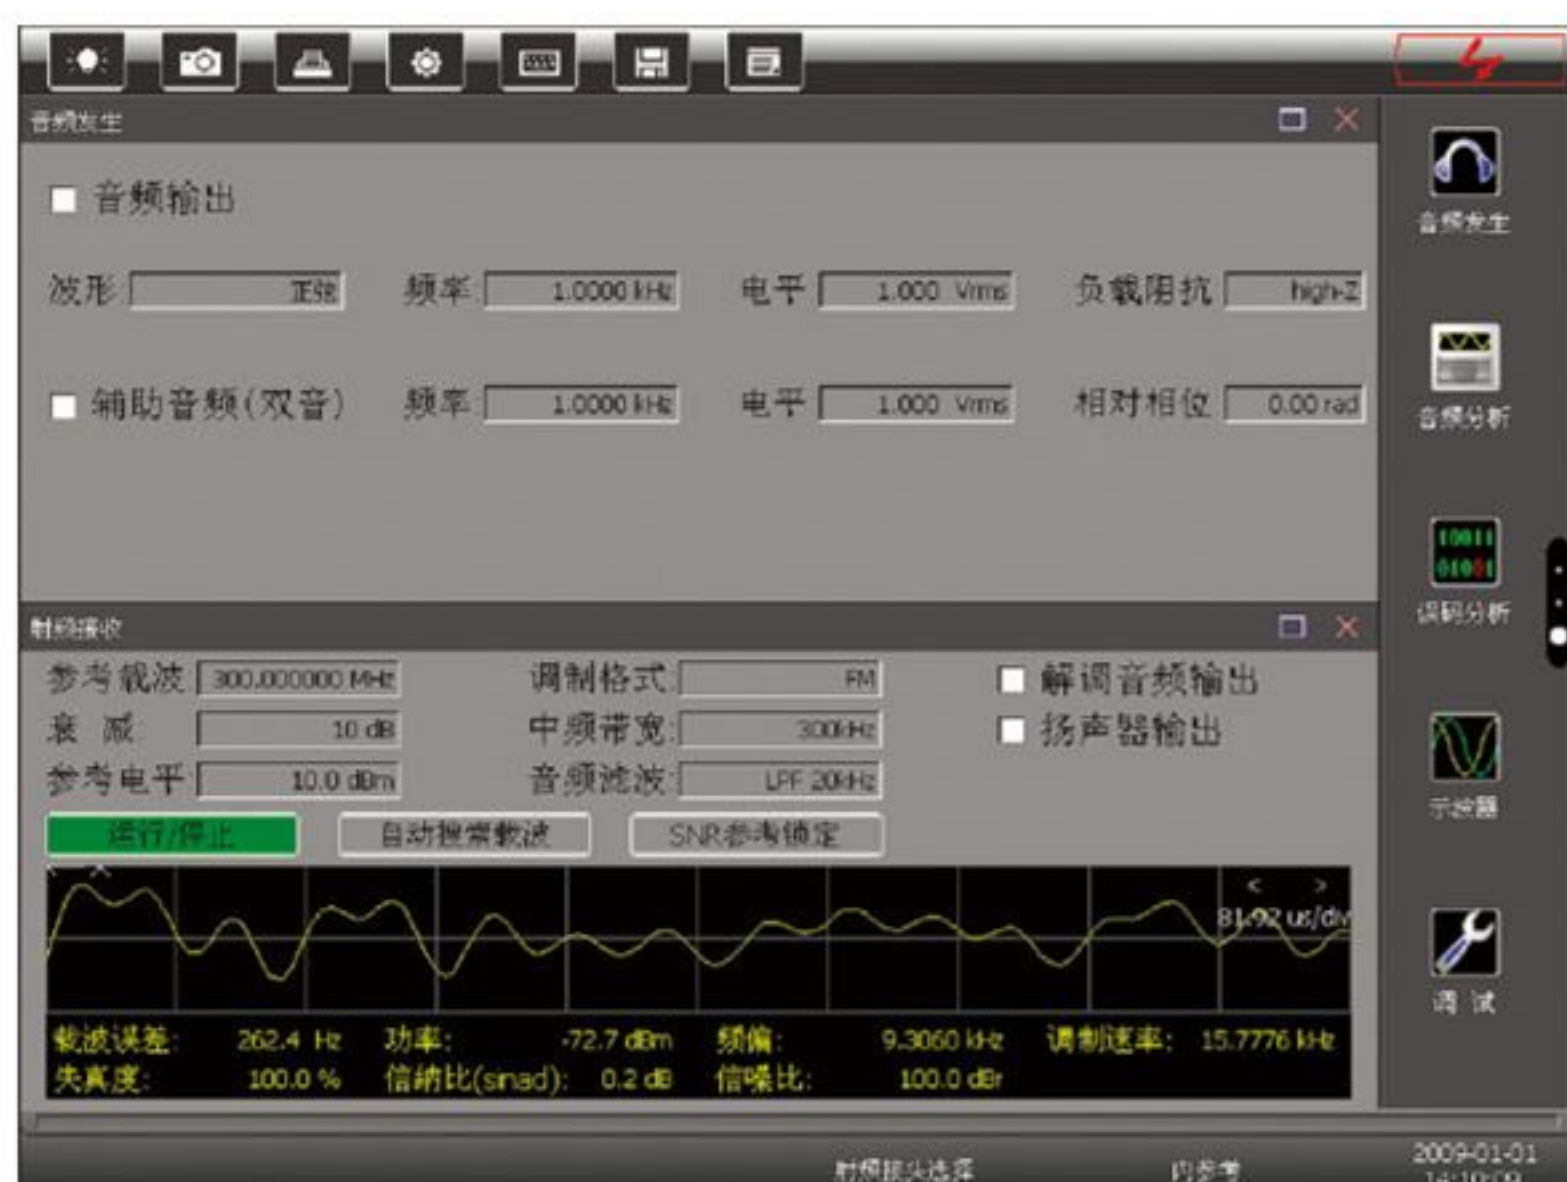 音频发生
音频输出
波形 正弦 频率 1.0000 kHz 电平 1.000 Vrms 负载阻抗 high-Z
辅助音频(双音) 频率 1.0000 kHz 电平 1.000 Vrms 相对相位 0.00 rad
射频接收
参考载波 300.000000 MHz 调制格式 FM 解调音频输出
衰 减 10 dB 中频带宽: 300kHz 扬声器输出
参考电平 10.0 dBm 音频滤波: LPF 20kHz
运行/停止 自动搜索载波 SNR参考锁定
< >
81.92 us/div
载波误差: 262.4 Hz 功率: -72.7 dBm 频偏: 9.3060 kHz 调制速率: 15.7776 kHz
失真度: 100.0 % 信纳比(sinad): 0.2 dB 信噪比: 100.0 dBr
音频发生
音频分析
10011
01001
误码分析
示波器
调 试
射频接头选择 内参考 2009-01-01
14:10:09